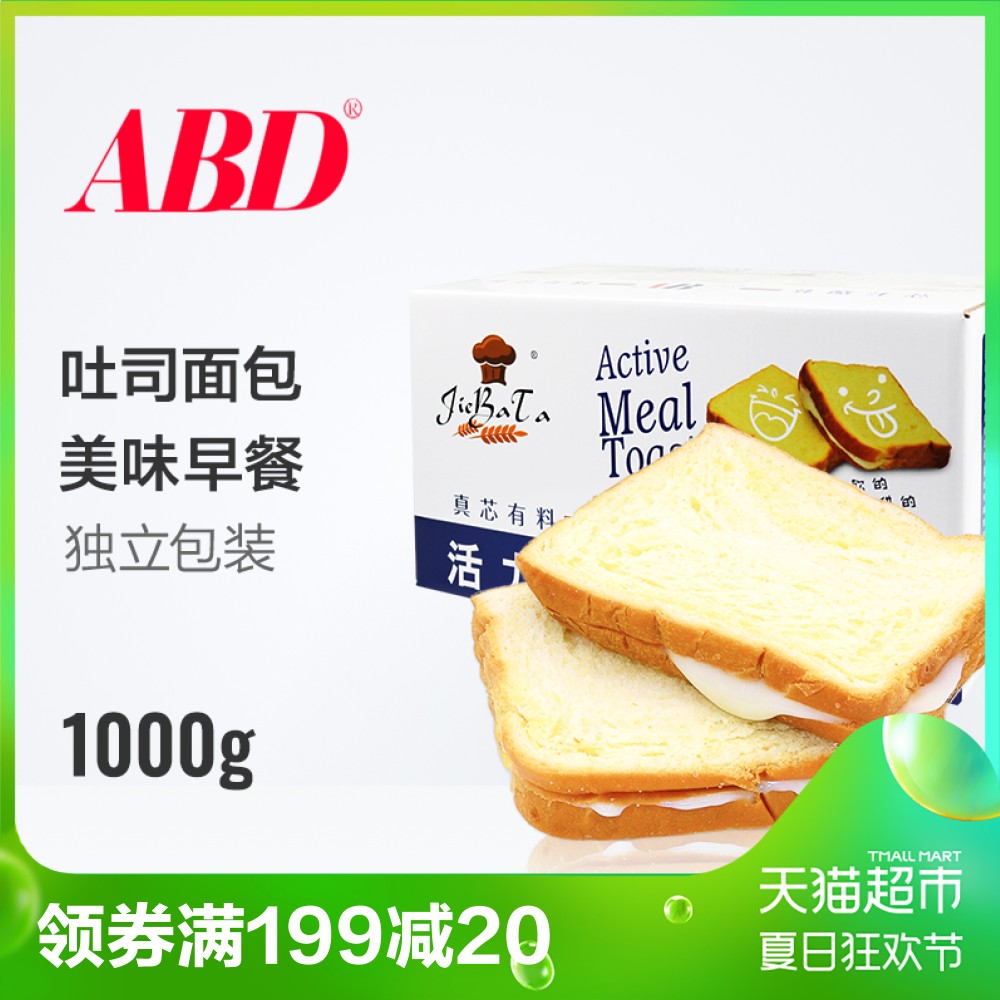 ABD®
吐司面包
美味早餐
独立包装
1000g
JieBaTa
®
Active
Meal
真芯有料
活
的
的
TMALL MART
天猫超市
夏日狂欢节
领券满199减20